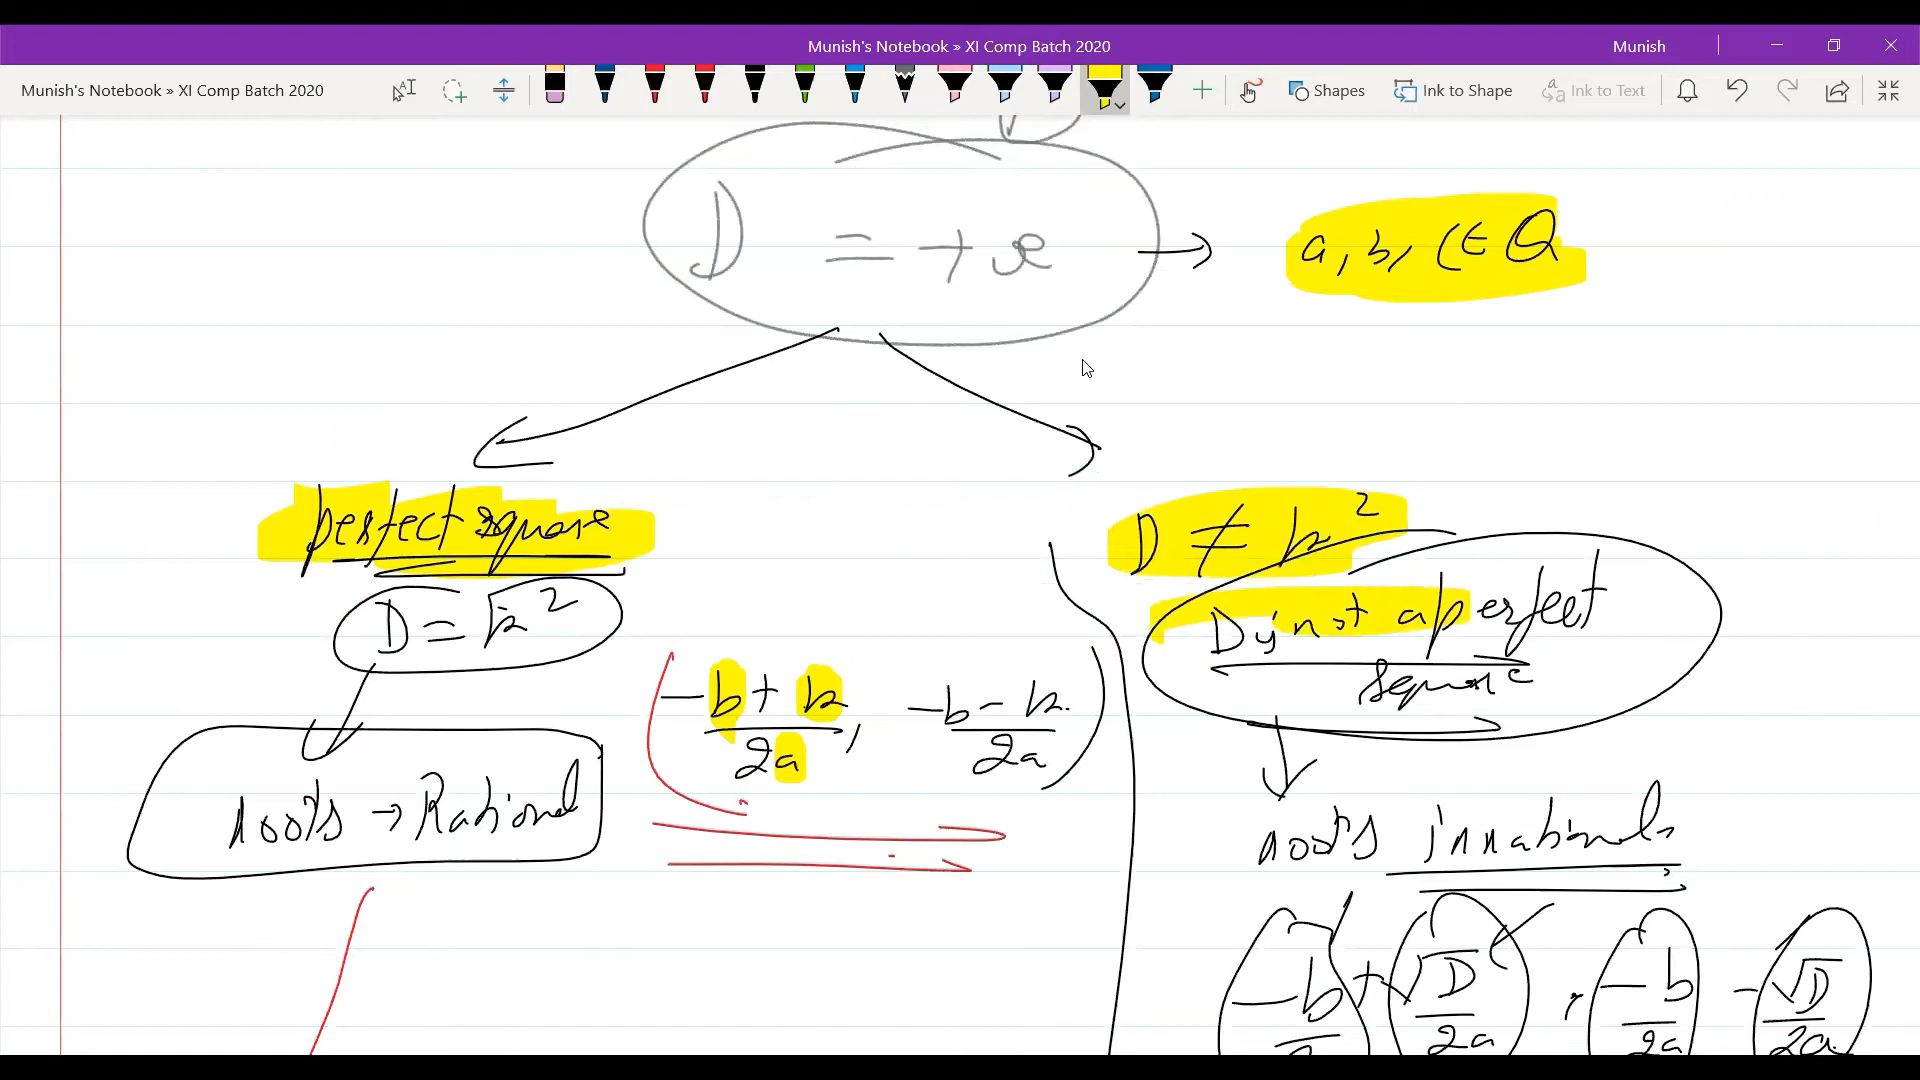 Munish's Notebook » XI Comp Batch 2020
Munish
Munish's Notebook » XI Comp Batch 2020
Shapes
Ink to Shape
Ink to Text
D = +ve → a, b, c ∈ Q
perfect square
D = k²
D ≠ k²
D is not a perfect
square
-b + k / 2a , -b - k / 2a
roots → Rational
roots irrationals
-b + √D / 2a , -b / 2a - √D / 2a